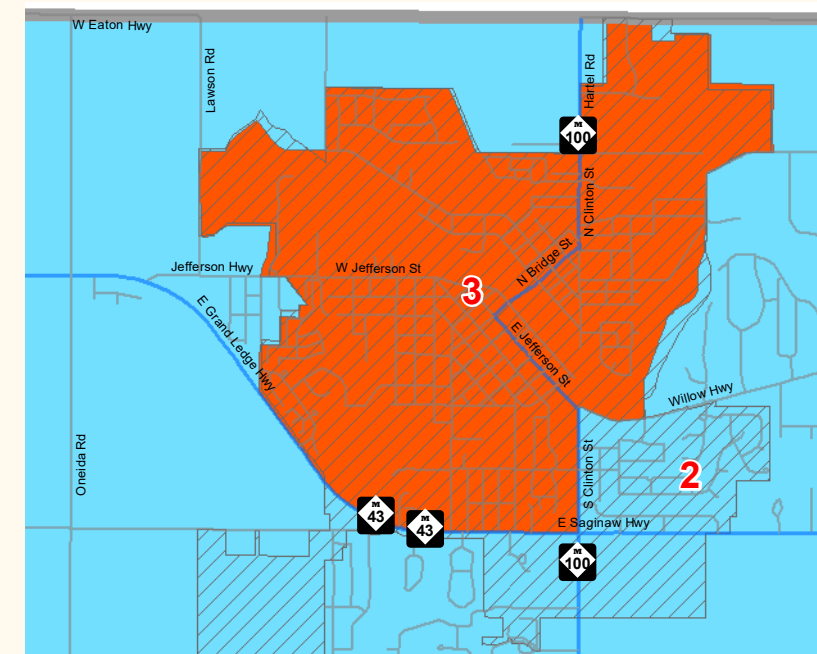 W Eaton Hwy
Lawson Rd
Hartel Rd
M
100
N Clinton St
Jefferson Hwy
W Jefferson St
N Bridge St
3
E Grand Ledge Hwy
E Jefferson St
Willow Hwy
Oneida Rd
S Clinton St
2
M
43
M
43
E Saginaw Hwy
M
100